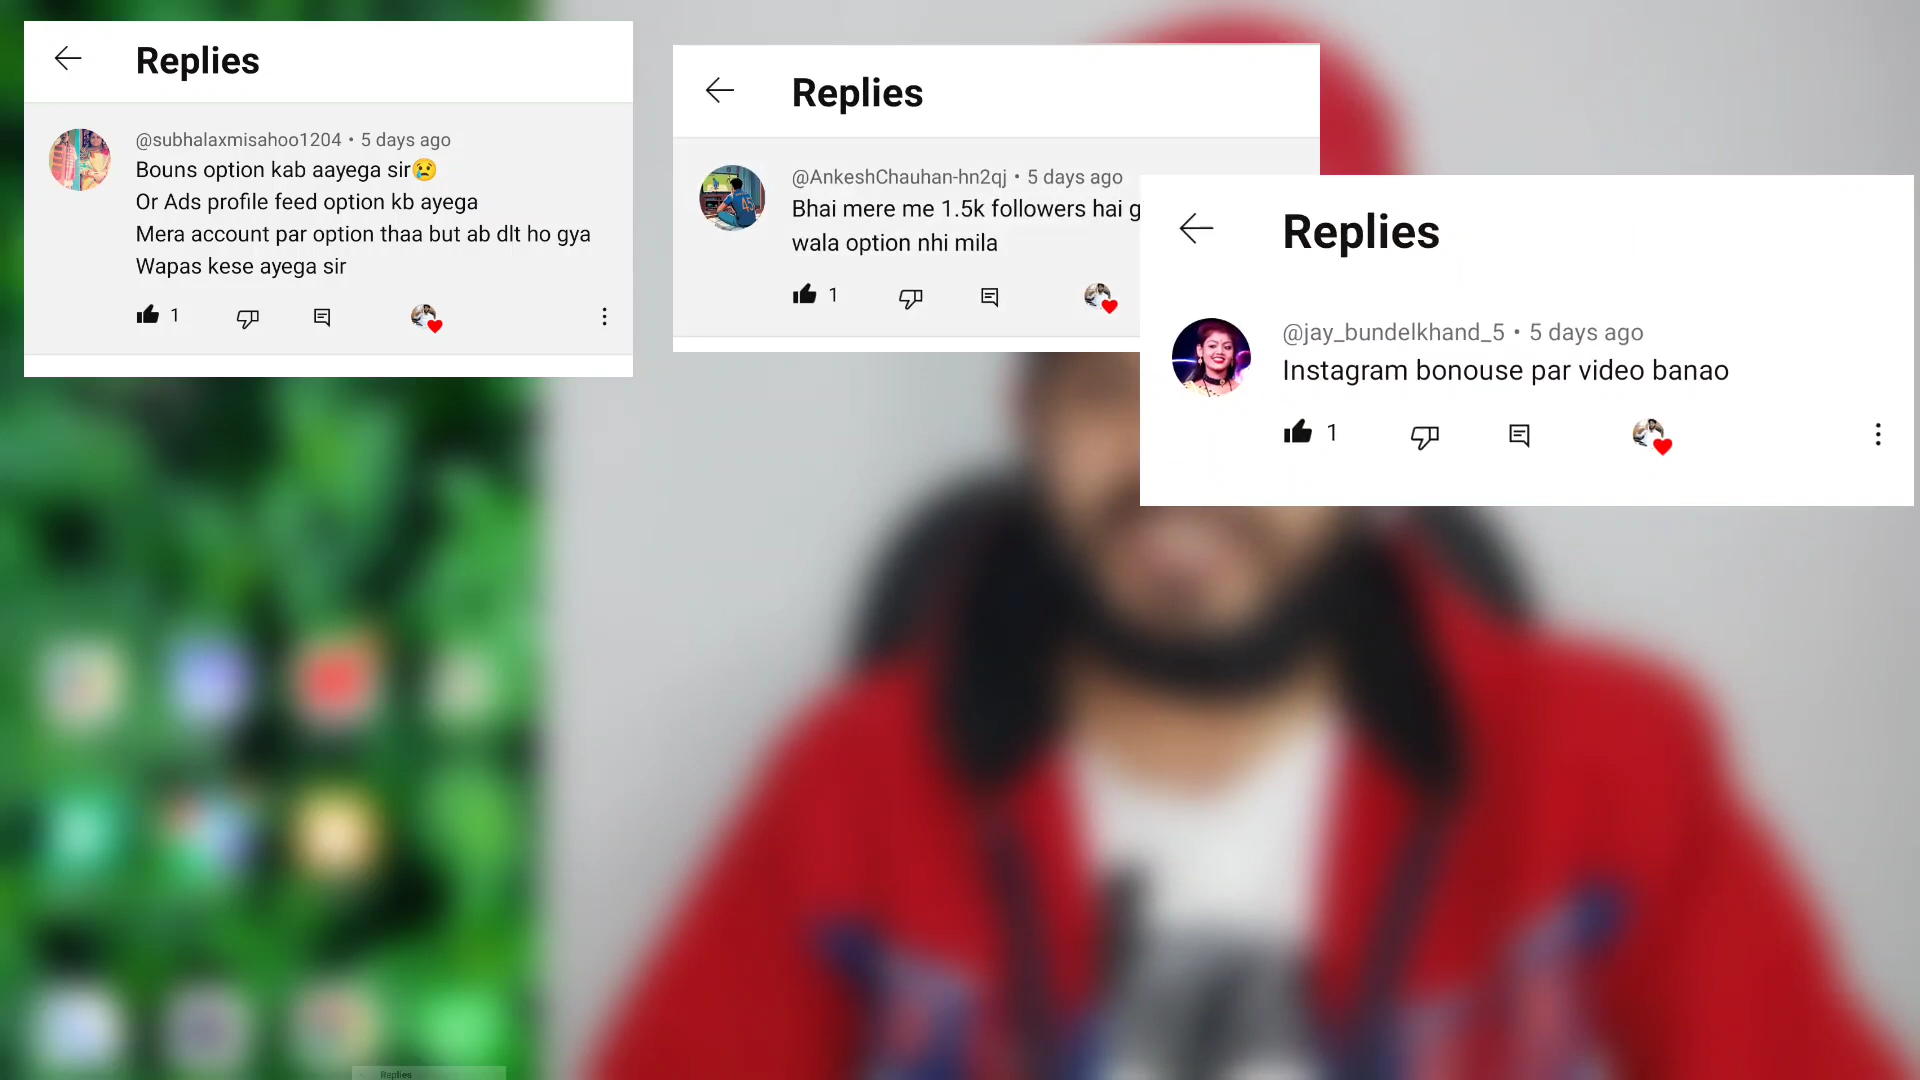 Replies
@subhalaxmisahoo1204 • 5 days ago
Bouns option kab aayega sir😢
Or Ads profile feed option kb ayega
Mera account par option thaa but ab dlt ho gya
Wapas kese ayega sir
1
Replies
@AnkeshChauhan-hn2qj • 5 days ago
Bhai mere me 1.5k followers hai g
wala option nhi mila
1
Replies
@jay_bundelkhand_5 • 5 days ago
Instagram bonouse par video banao
1
Replies